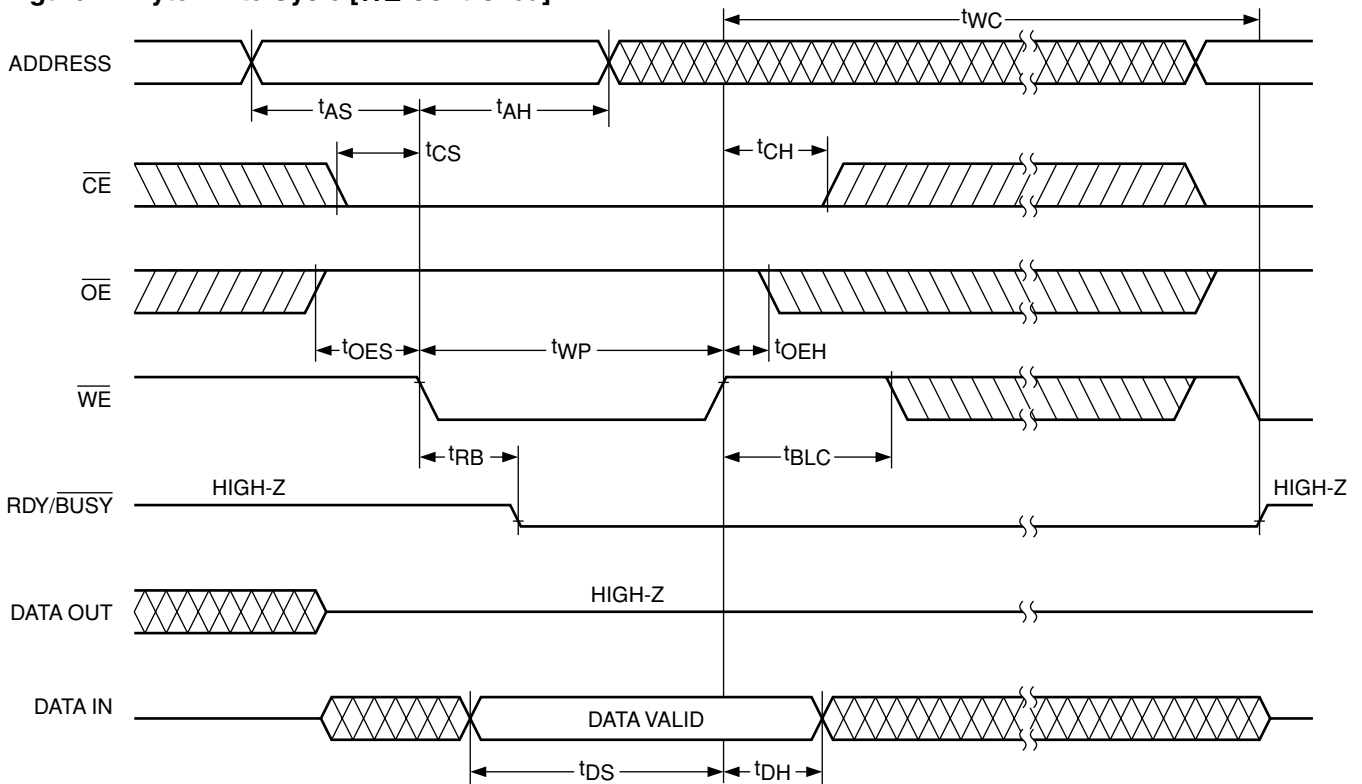 tWC
ADDRESS
tAS
tAH
tCS
tCH
CE
OE
tOES
tWP
tOEH
WE
tRB
tBLC
HIGH-Z
HIGH-Z
RDY/BUSY
HIGH-Z
DATA OUT
DATA IN
DATA VALID
tDS
tDH